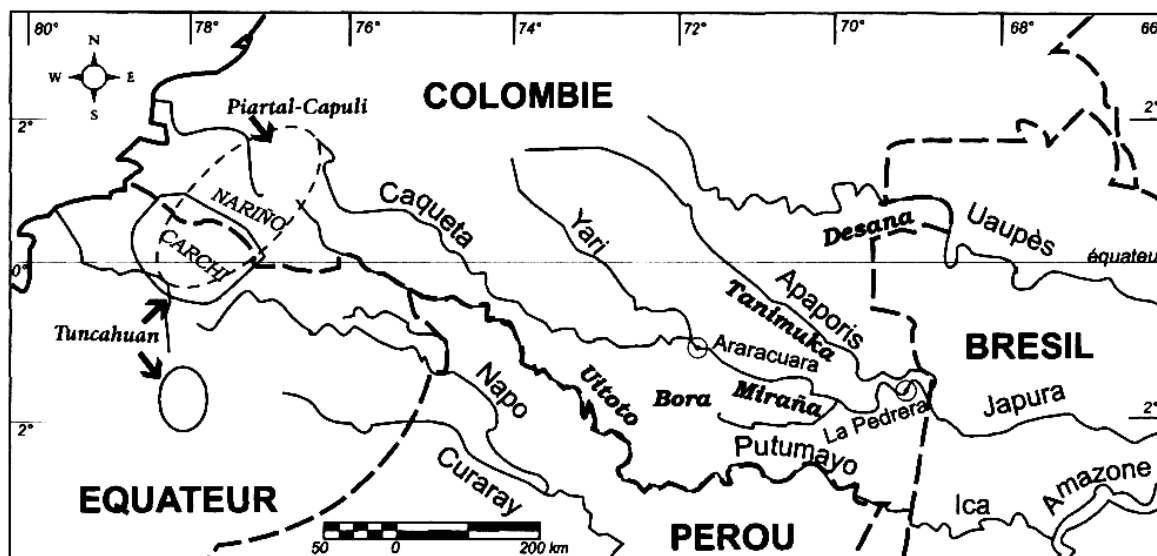 80°
78°
76°
74°
72°
70°
68°
66°
N
W
E
S
COLOMBIE
Piartal-Capuli
2°
2°
NARIÑO
Caqueta
CARCHI
Yari
Desana
Uaupès
0°
équateur
Tanimuka
Apaporis
Tuncahuan
BRESIL
Araracuara
Napo
Uitoto
Bora
Miraña
La Pedrera
Japura
2°
2°
Putumayo
Curaray
EQUATEUR
Ica
Amazone
PEROU
50
0
200 km